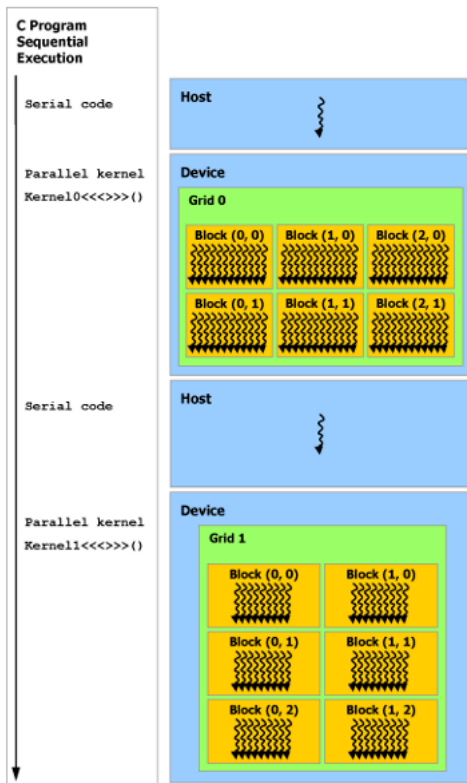 C Program
Sequential
Execution
Serial code
Host
Parallel kernel
Kernel0<<<>>>()
Device
Grid 0
Block (0, 0)
Block (1, 0)
Block (2, 0)
Block (0, 1)
Block (1, 1)
Block (2, 1)
Serial code
Host
Parallel kernel
Kernel1<<<>>>()
Device
Grid 1
Block (0, 0)
Block (1, 0)
Block (0, 1)
Block (1, 1)
Block (0, 2)
Block (1, 2)